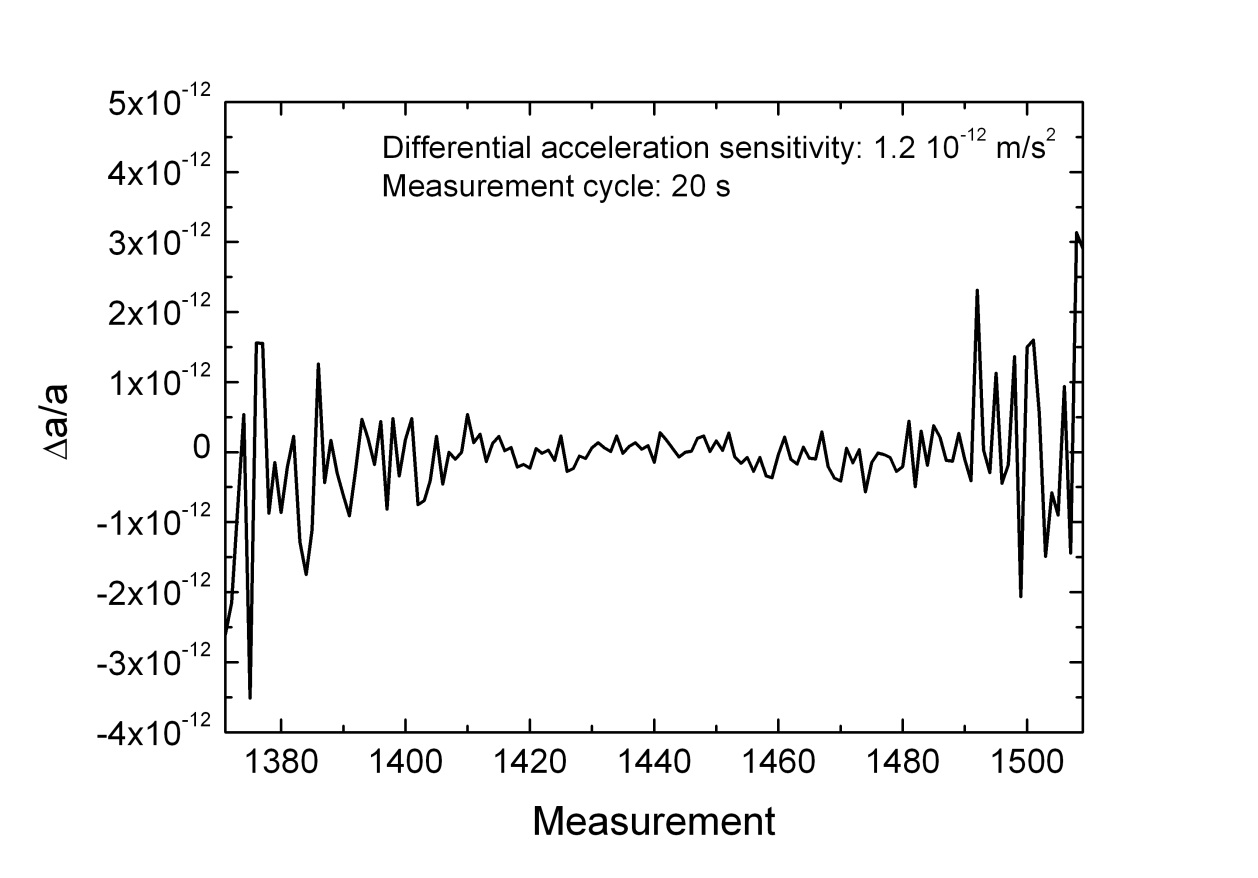 5x10⁻¹²
4x10⁻¹²
3x10⁻¹²
2x10⁻¹²
1x10⁻¹²
0
-1x10⁻¹²
-2x10⁻¹²
-3x10⁻¹²
-4x10⁻¹²
Δa/a
Differential acceleration sensitivity: 1.2 10⁻¹² m/s²
Measurement cycle: 20 s
1380 1400 1420 1440 1460 1480 1500
Measurement